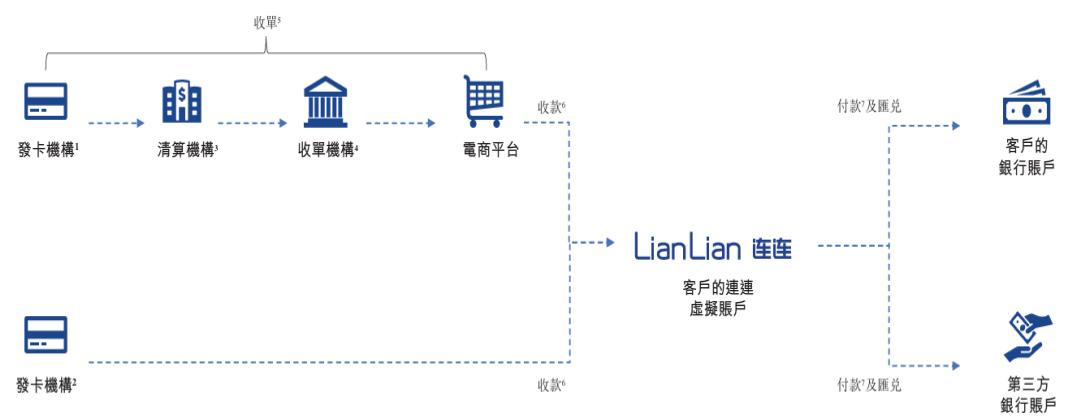 收單⁵
發卡機構¹
清算機構³
收單機構⁴
電商平台
收款⁶
付款⁷及匯兑
客戶的
銀行賬戶
LianLian 连连
客戶的連連
虛擬賬戶
發卡機構²
收款⁶
付款⁷及匯兑
第三方
銀行賬戶